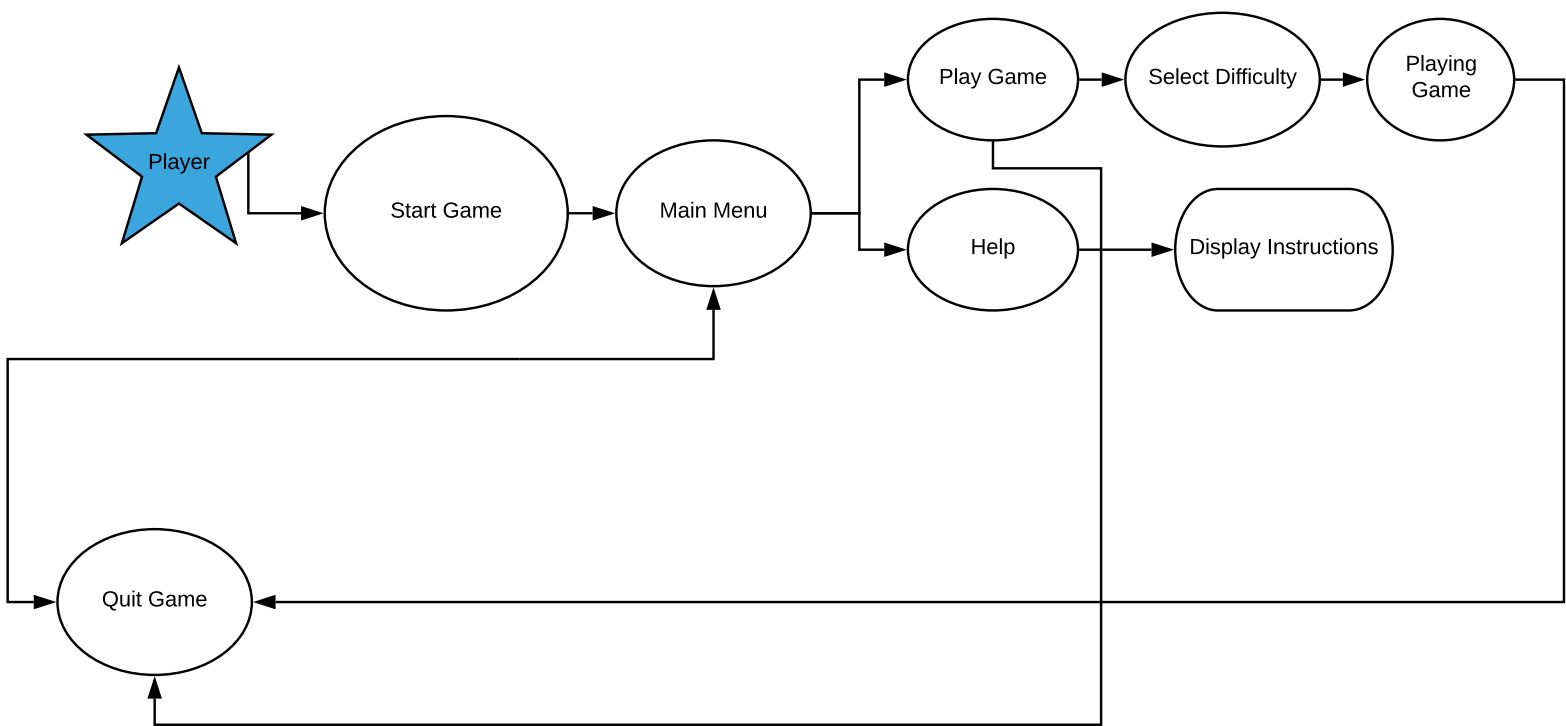 Player
Start Game
Main Menu
Play Game
Select Difficulty
Playing
Game
Help
Display Instructions
Quit Game